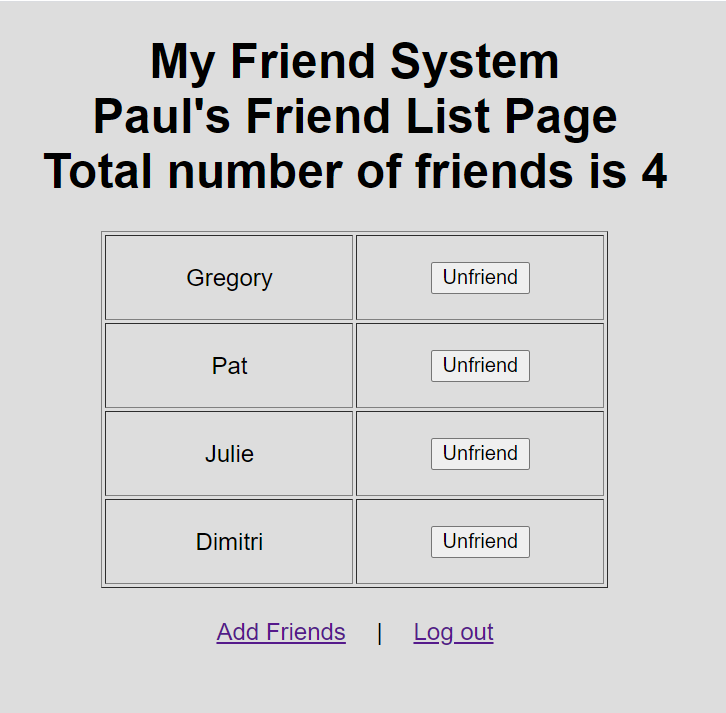 My Friend System
Paul's Friend List Page
Total number of friends is 4
Gregory Unfriend
Pat Unfriend
Julie Unfriend
Dimitri Unfriend
Add Friends | Log out